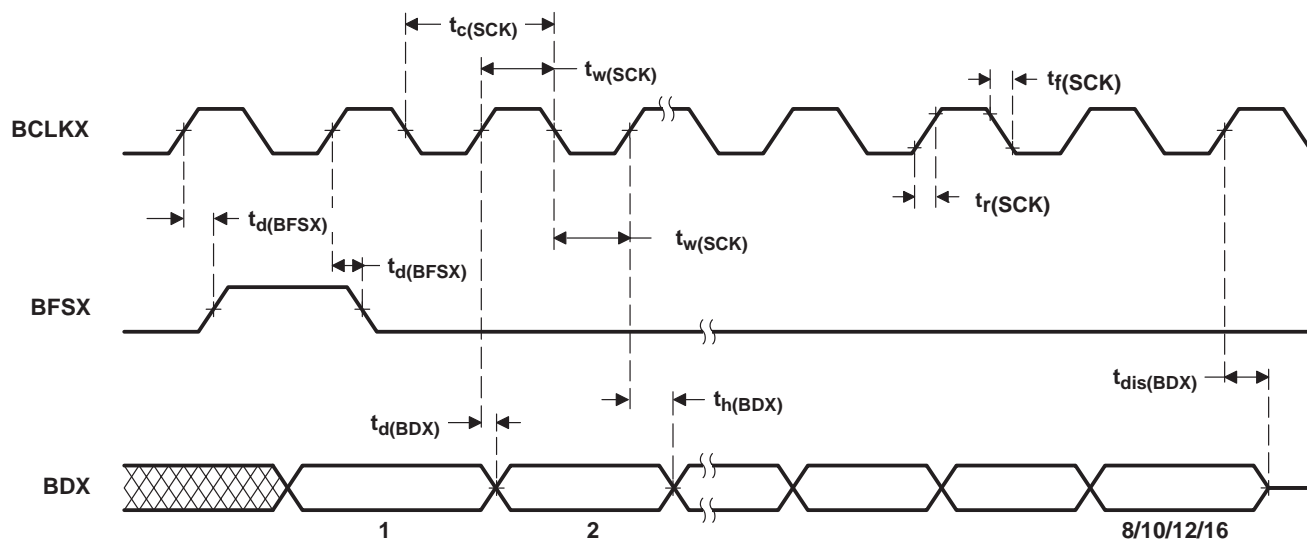 tc(SCK)
tw(SCK)
tf(SCK)
BCLKX
tr(SCK)
td(BFSX)
tw(SCK)
td(BFSX)
BFSX
tdis(BDX)
th(BDX)
td(BDX)
BDX
1
2
8/10/12/16